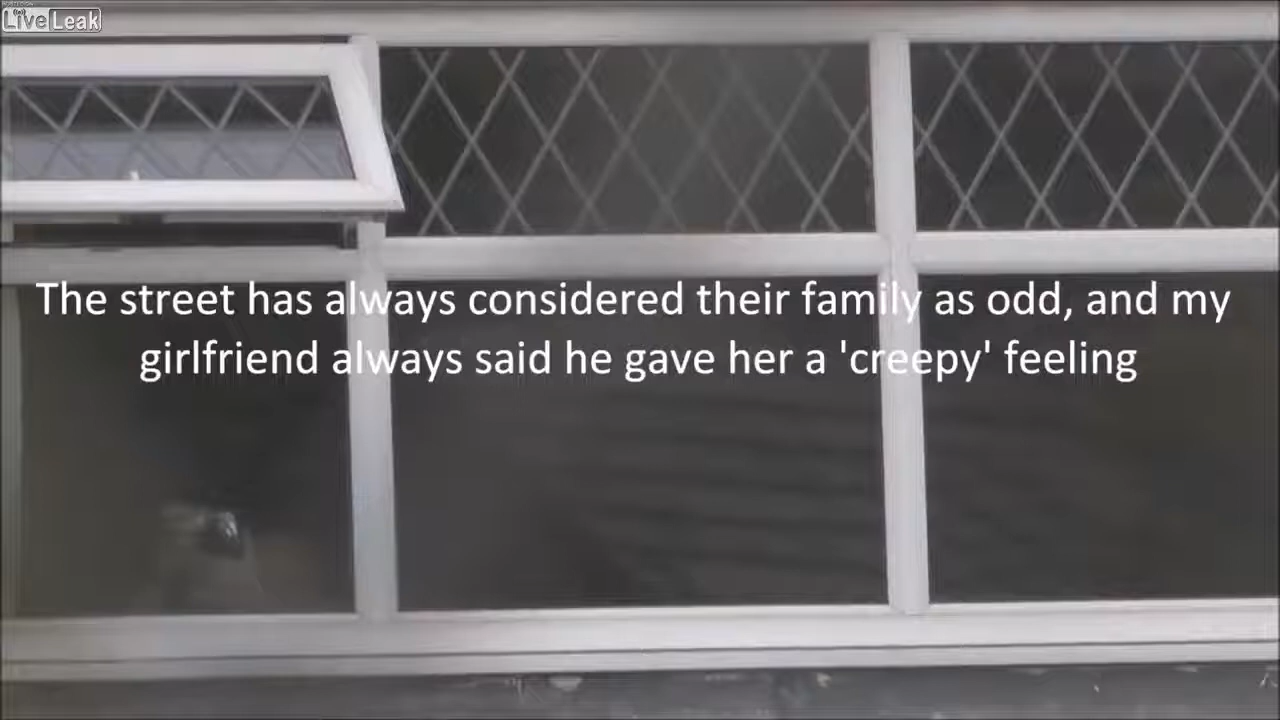 LiveLeak
The street has always considered their family as odd, and my
girlfriend always said he gave her a 'creepy' feeling